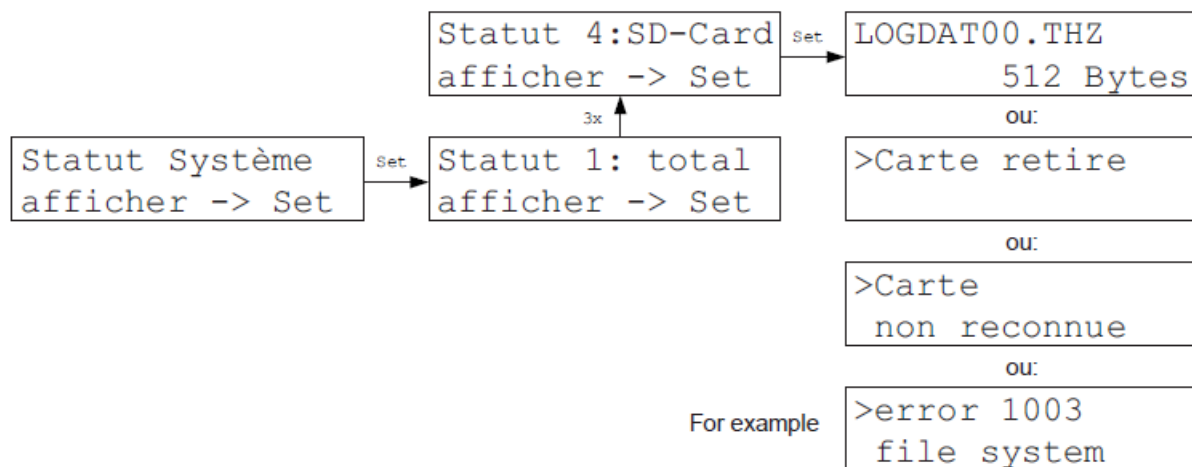 Statut 4:SD-Card
afficher -> Set
Set
LOGDAT00.THZ
512 Bytes
ou:
3x
Statut Système
afficher -> Set
Set
Statut 1: total
afficher -> Set
>Carte retire
ou:
>Carte
non reconnue
ou:
For example
>error 1003
file system